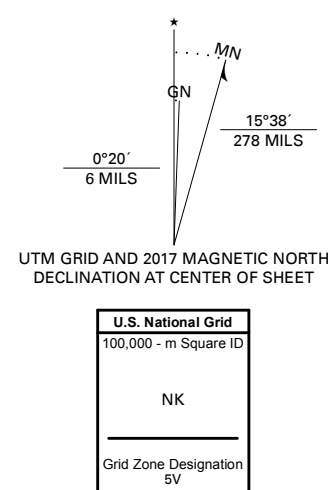 ★
MN
GN
15°38´
278 MILS
0°20´
6 MILS
UTM GRID AND 2017 MAGNETIC NORTH
DECLINATION AT CENTER OF SHEET
U.S. National Grid
100,000 - m Square ID
NK
Grid Zone Designation
5V